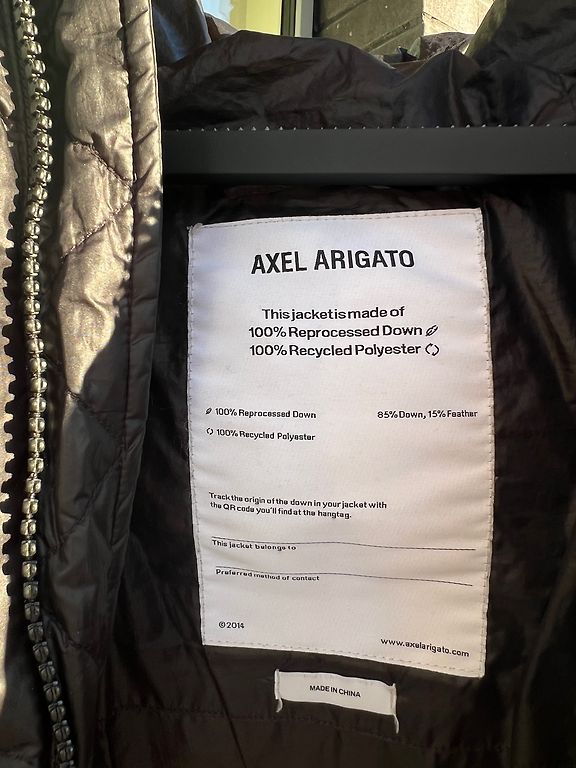 AXEL ARIGATO
This jacket is made of
100% Reprocessed Down
100% Recycled Polyester
100% Reprocessed Down
85% Down, 15% Feather
100% Recycled Polyester
Track the origin of the down in your jacket with
the QR code you'll find at the hangtag.
This jacket belongs to
Preferred method of contact
©2014
www.axelarigato.com
MADE IN CHINA